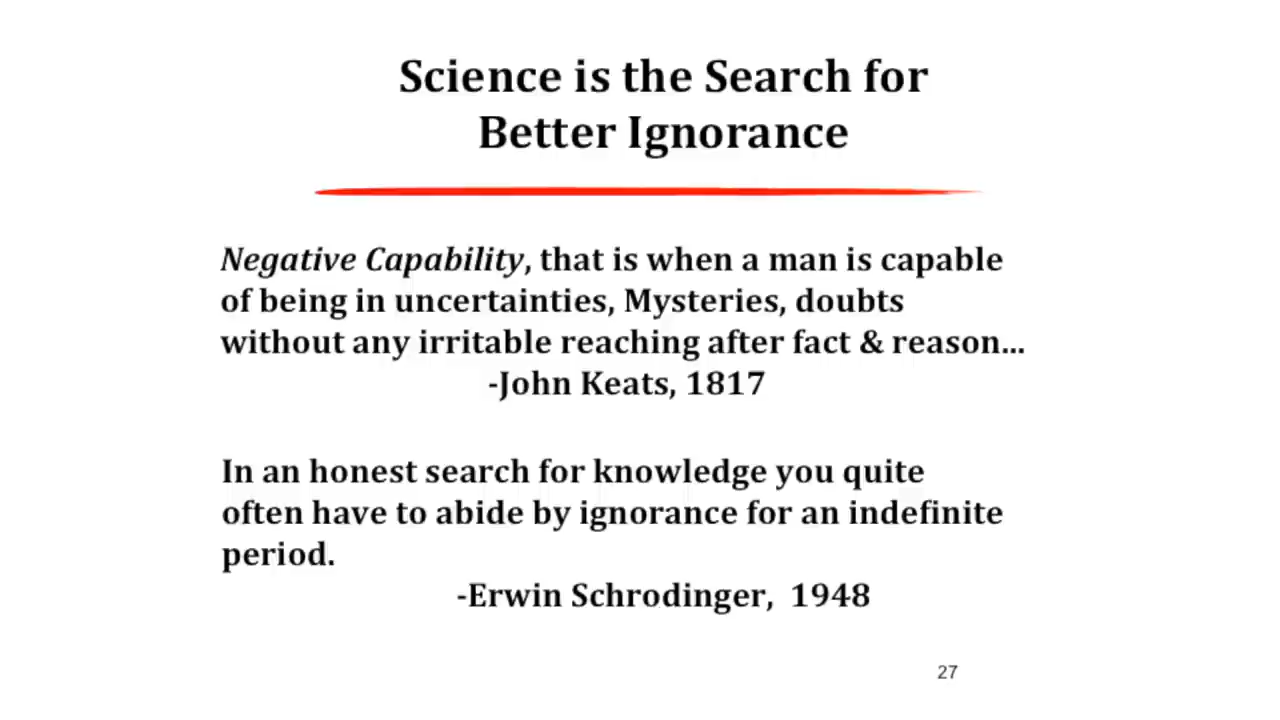 Science is the Search for
Better Ignorance
Negative Capability, that is when a man is capable
of being in uncertainties, Mysteries, doubts
without any irritable reaching after fact & reason...
-John Keats, 1817
In an honest search for knowledge you quite
often have to abide by ignorance for an indefinite
period.
-Erwin Schrodinger, 1948
27